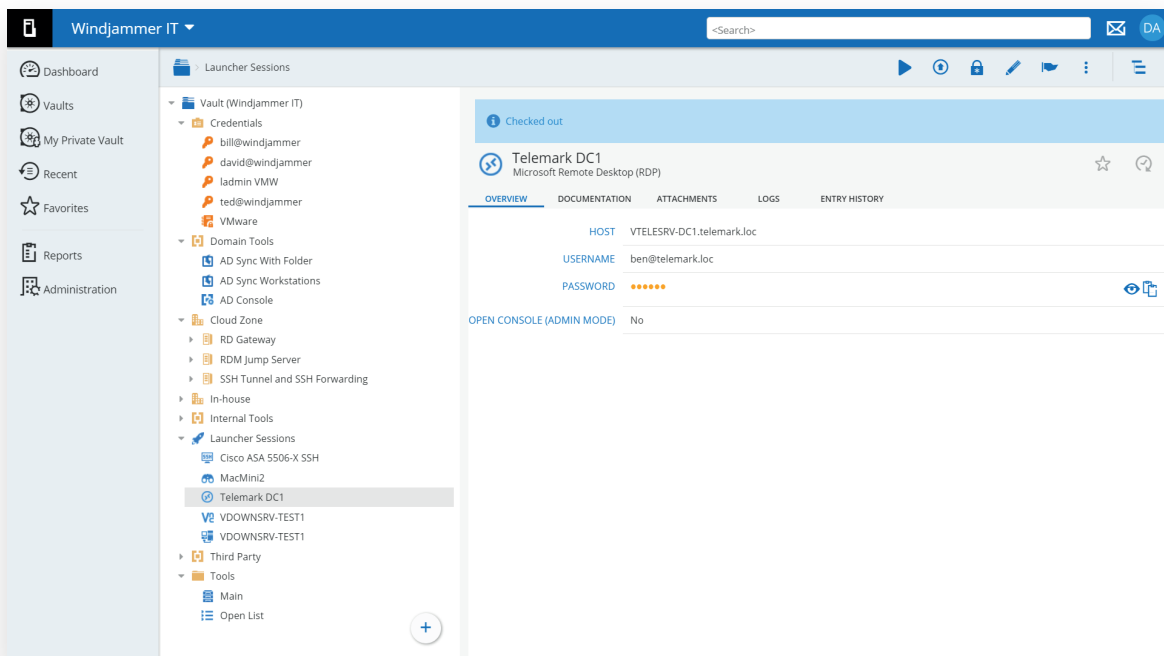 Windjammer IT
<Search>
DA
Dashboard
Vaults
My Private Vault
Recent
Favorites
Reports
Administration
Launcher Sessions
Vault (Windjammer IT)
Credentials
bill@windjammer
david@windjammer
ladmin VMW
ted@windjammer
VMware
Domain Tools
AD Sync With Folder
AD Sync Workstations
AD Console
Cloud Zone
RD Gateway
RDM Jump Server
SSH Tunnel and SSH Forwarding
In-house
Internal Tools
Launcher Sessions
Cisco ASA 5506-X SSH
MacMini2
Telemark DC1
VDOWNSRV-TEST1
VDOWNSRV-TEST1
Third Party
Tools
Main
Open List
Checked out
Telemark DC1
Microsoft Remote Desktop (RDP)
OVERVIEW DOCUMENTATION ATTACHMENTS LOGS ENTRY HISTORY
HOST VTELESRV-DC1.telemark.loc
USERNAME ben@telemark.loc
PASSWORD ••••••
OPEN CONSOLE (ADMIN MODE) No